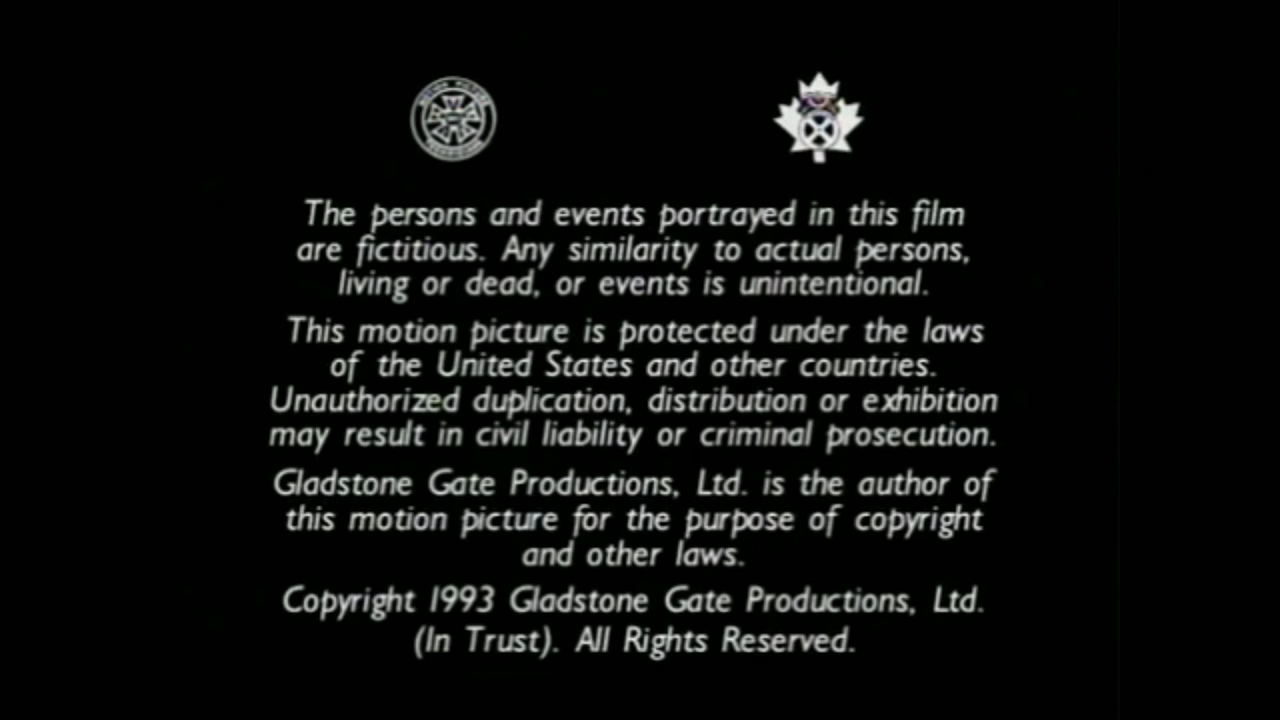 The persons and events portrayed in this film
are fictitious. Any similarity to actual persons,
living or dead, or events is unintentional.
This motion picture is protected under the laws
of the United States and other countries.
Unauthorized duplication, distribution or exhibition
may result in civil liability or criminal prosecution.
Gladstone Gate Productions, Ltd. is the author of
this motion picture for the purpose of copyright
and other laws.
Copyright 1993 Gladstone Gate Productions, Ltd.
(In Trust). All Rights Reserved.